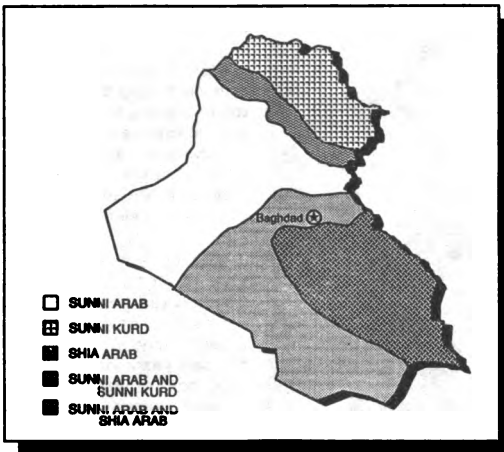 Baghdad
SUNNI ARAB
SUNNI KURD
SHIA ARAB
SUNNI ARAB AND
SUNNI KURD
SUNNI ARAB AND
SHIA ARAB